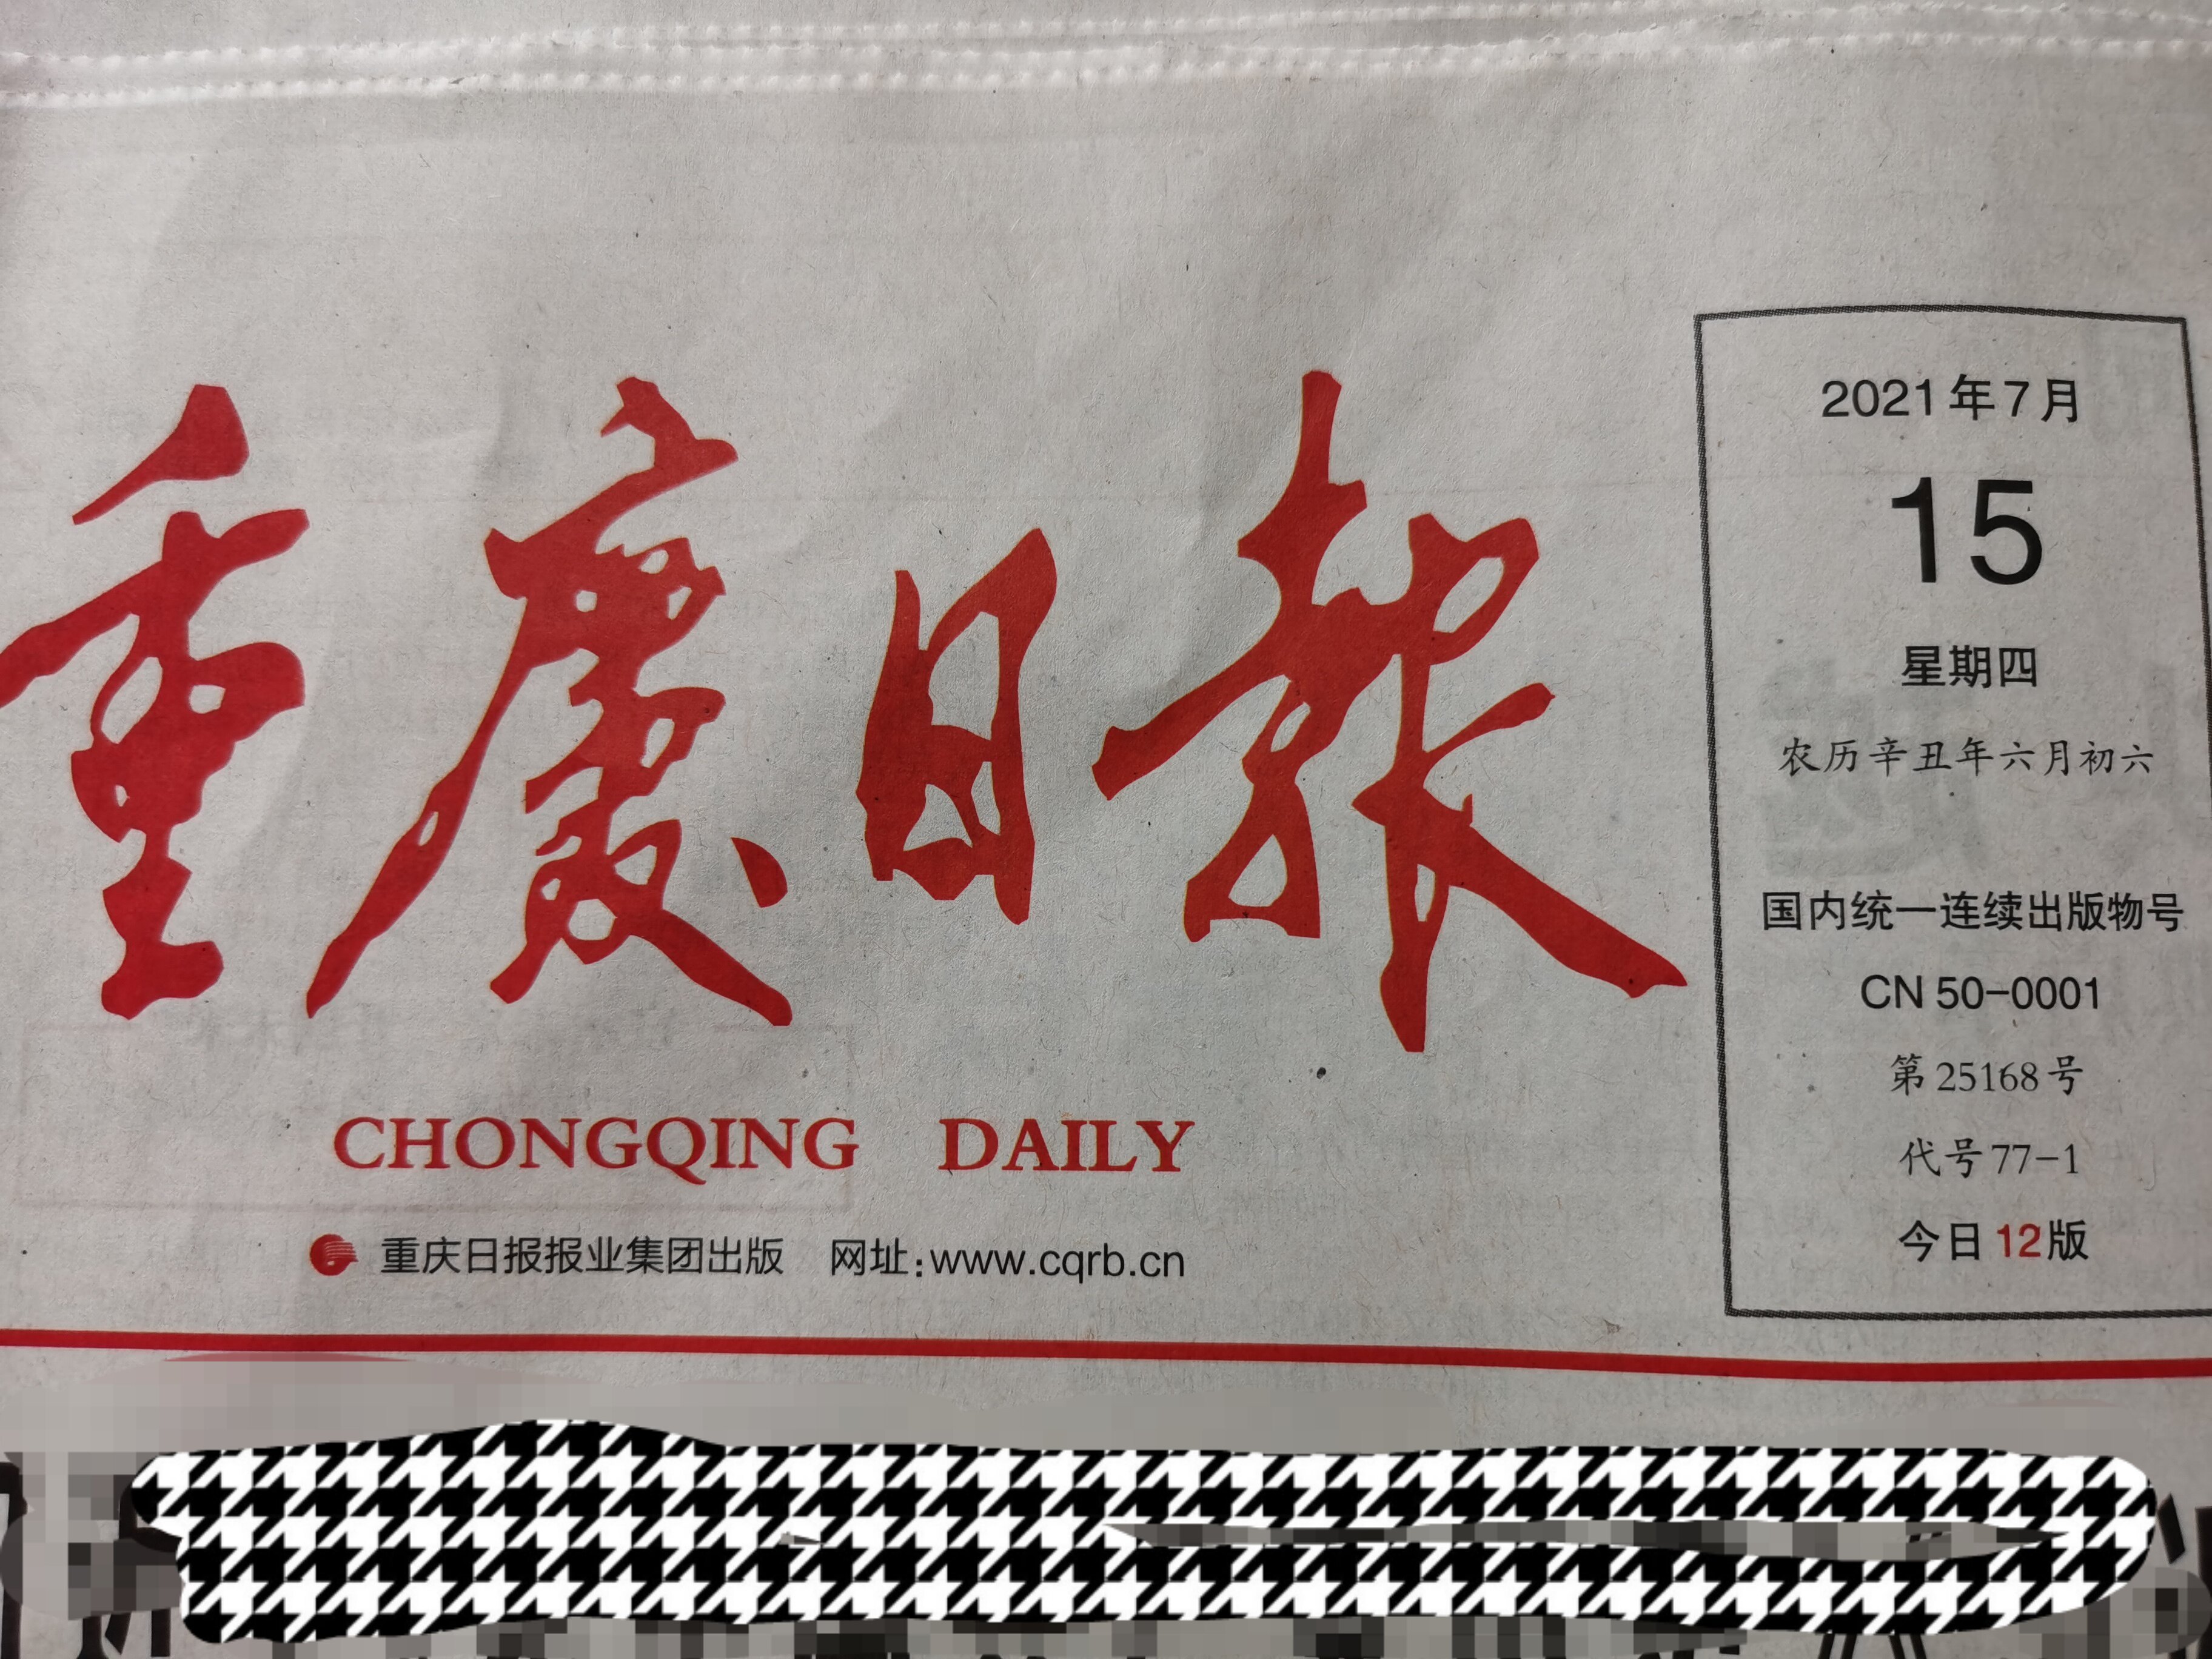 重慶日報
CHONGQING DAILY
重庆日报报业集团出版 网址:www.cqrb.cn
2021年7月
15
星期四
农历辛丑年六月初六
国内统一连续出版物号
CN 50-0001
第25168号
代号77-1
今日12版